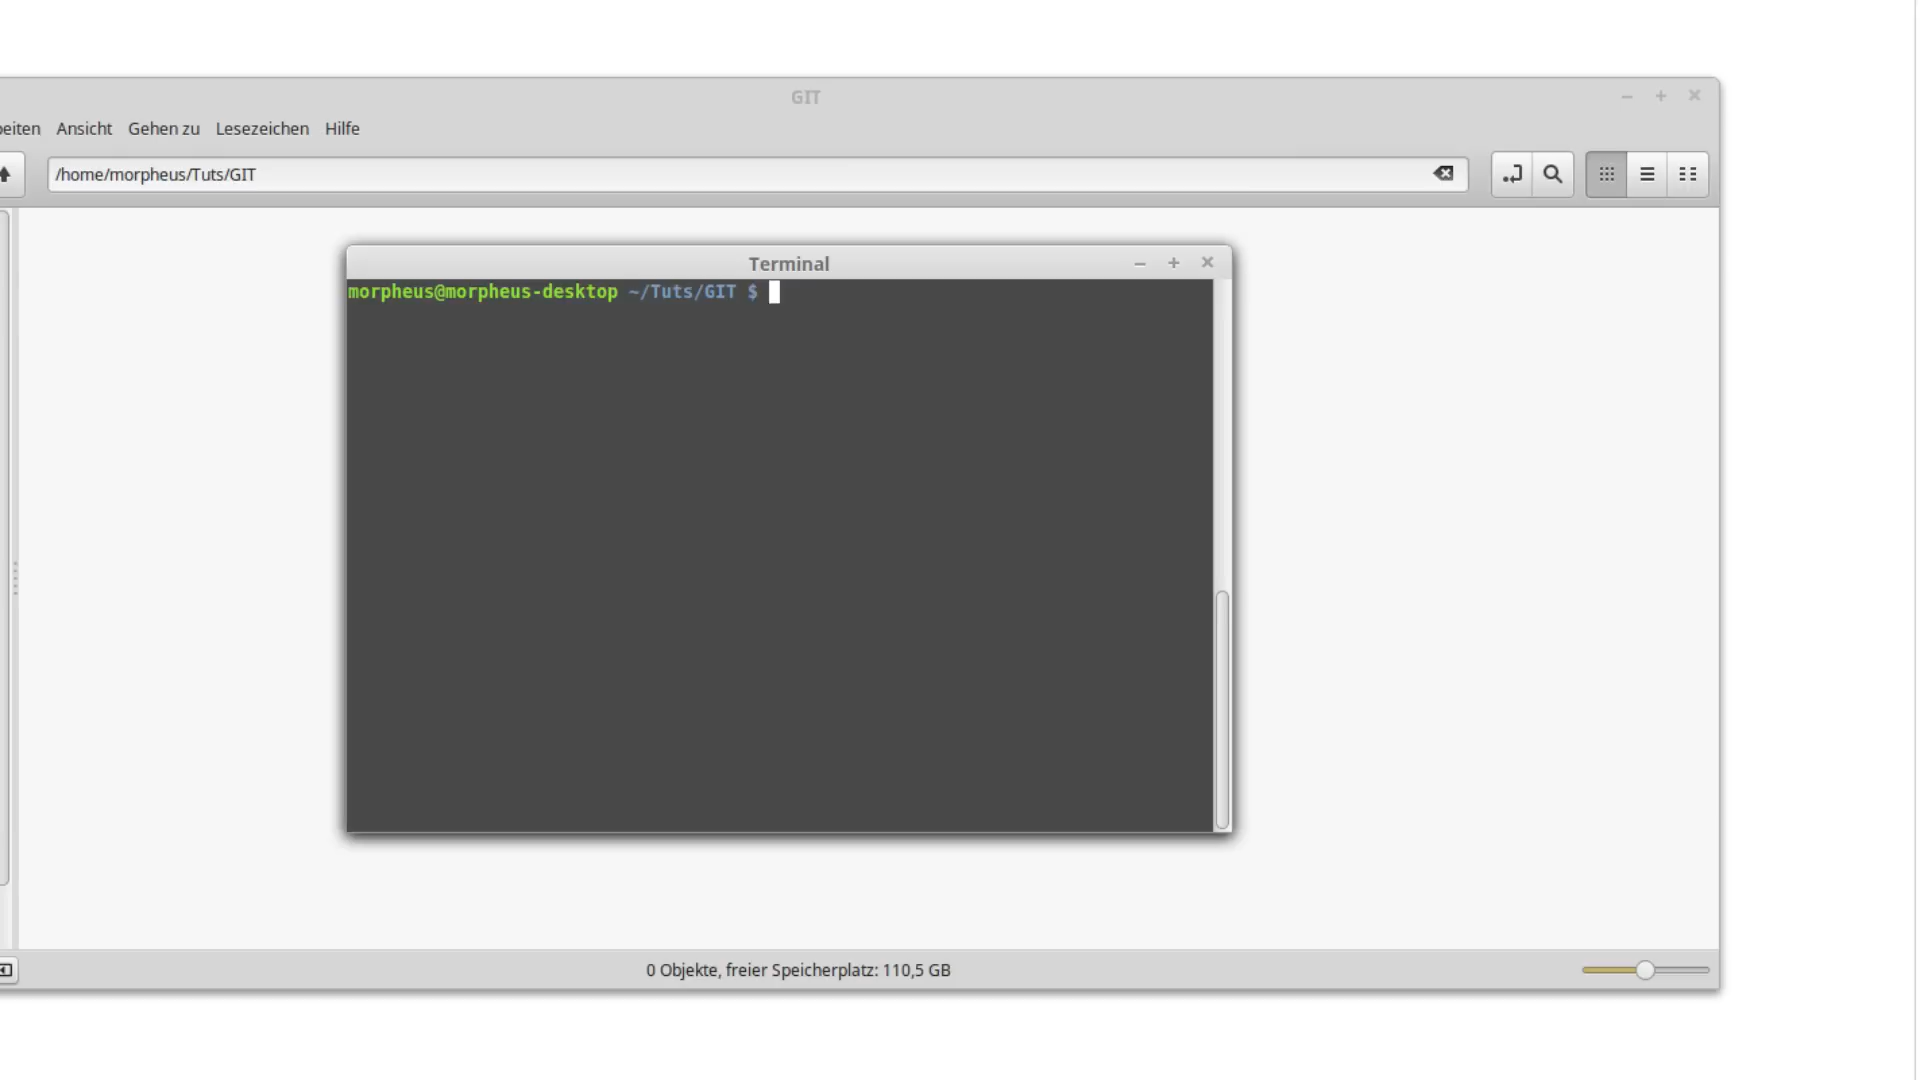 GIT
Ansicht Gehen zu Lesezeichen Hilfe
/home/morpheus/Tuts/GIT
Terminal
morpheus@morpheus-desktop ~/Tuts/GIT $
0 Objekte, freier Speicherplatz: 110,5 GB